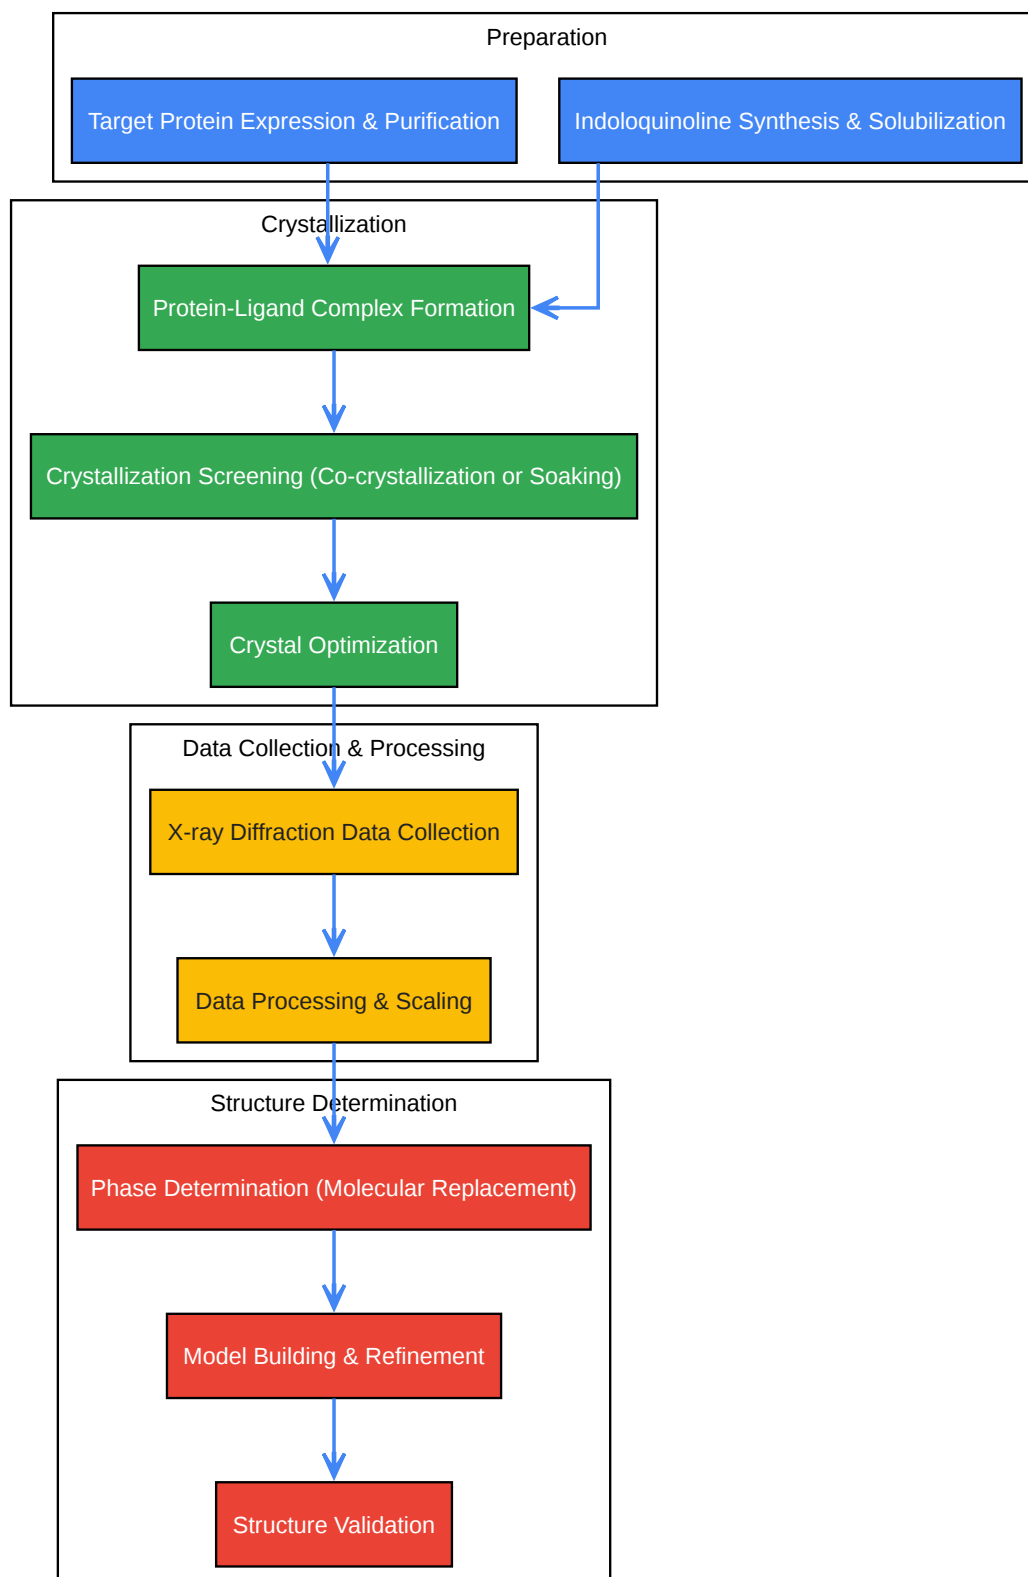 Preparation
Target Protein Expression & Purification
Indoloquinoline Synthesis & Solubilization
Crystallization
Protein-Ligand Complex Formation
Crystallization Screening (Co-crystallization or Soaking)
Crystal Optimization
Data Collection & Processing
X-ray Diffraction Data Collection
Data Processing & Scaling
Structure Determination
Phase Determination (Molecular Replacement)
Model Building & Refinement
Structure Validation